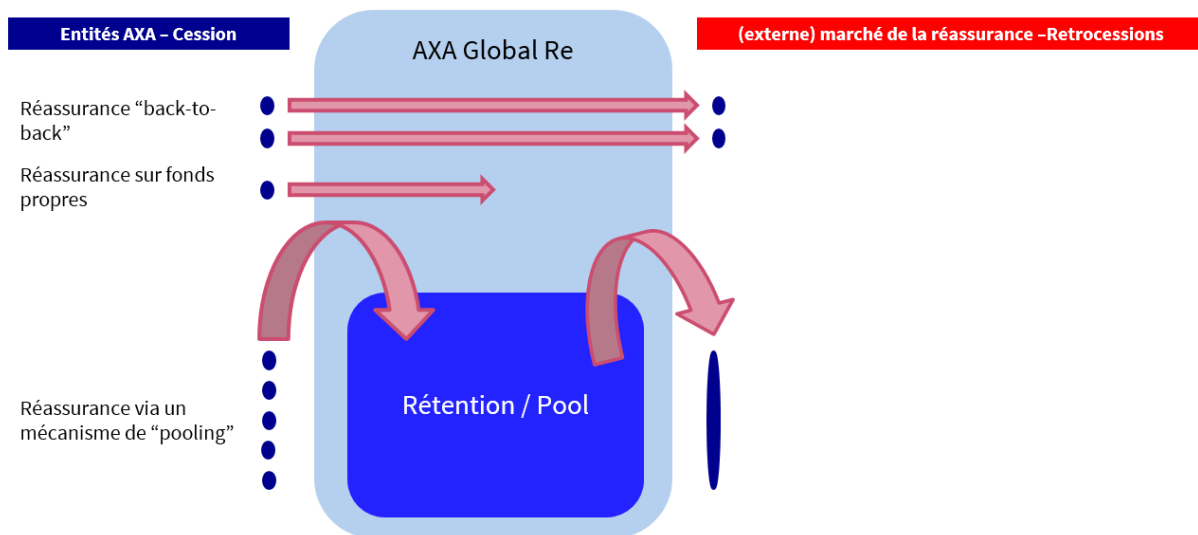 Entités AXA – Cession
AXA Global Re
(externe) marché de la réassurance –Retrocessions
Réassurance “back-to-
back”
Réassurance sur fonds
propres
Rétention / Pool
Réassurance via un
mécanisme de “pooling”